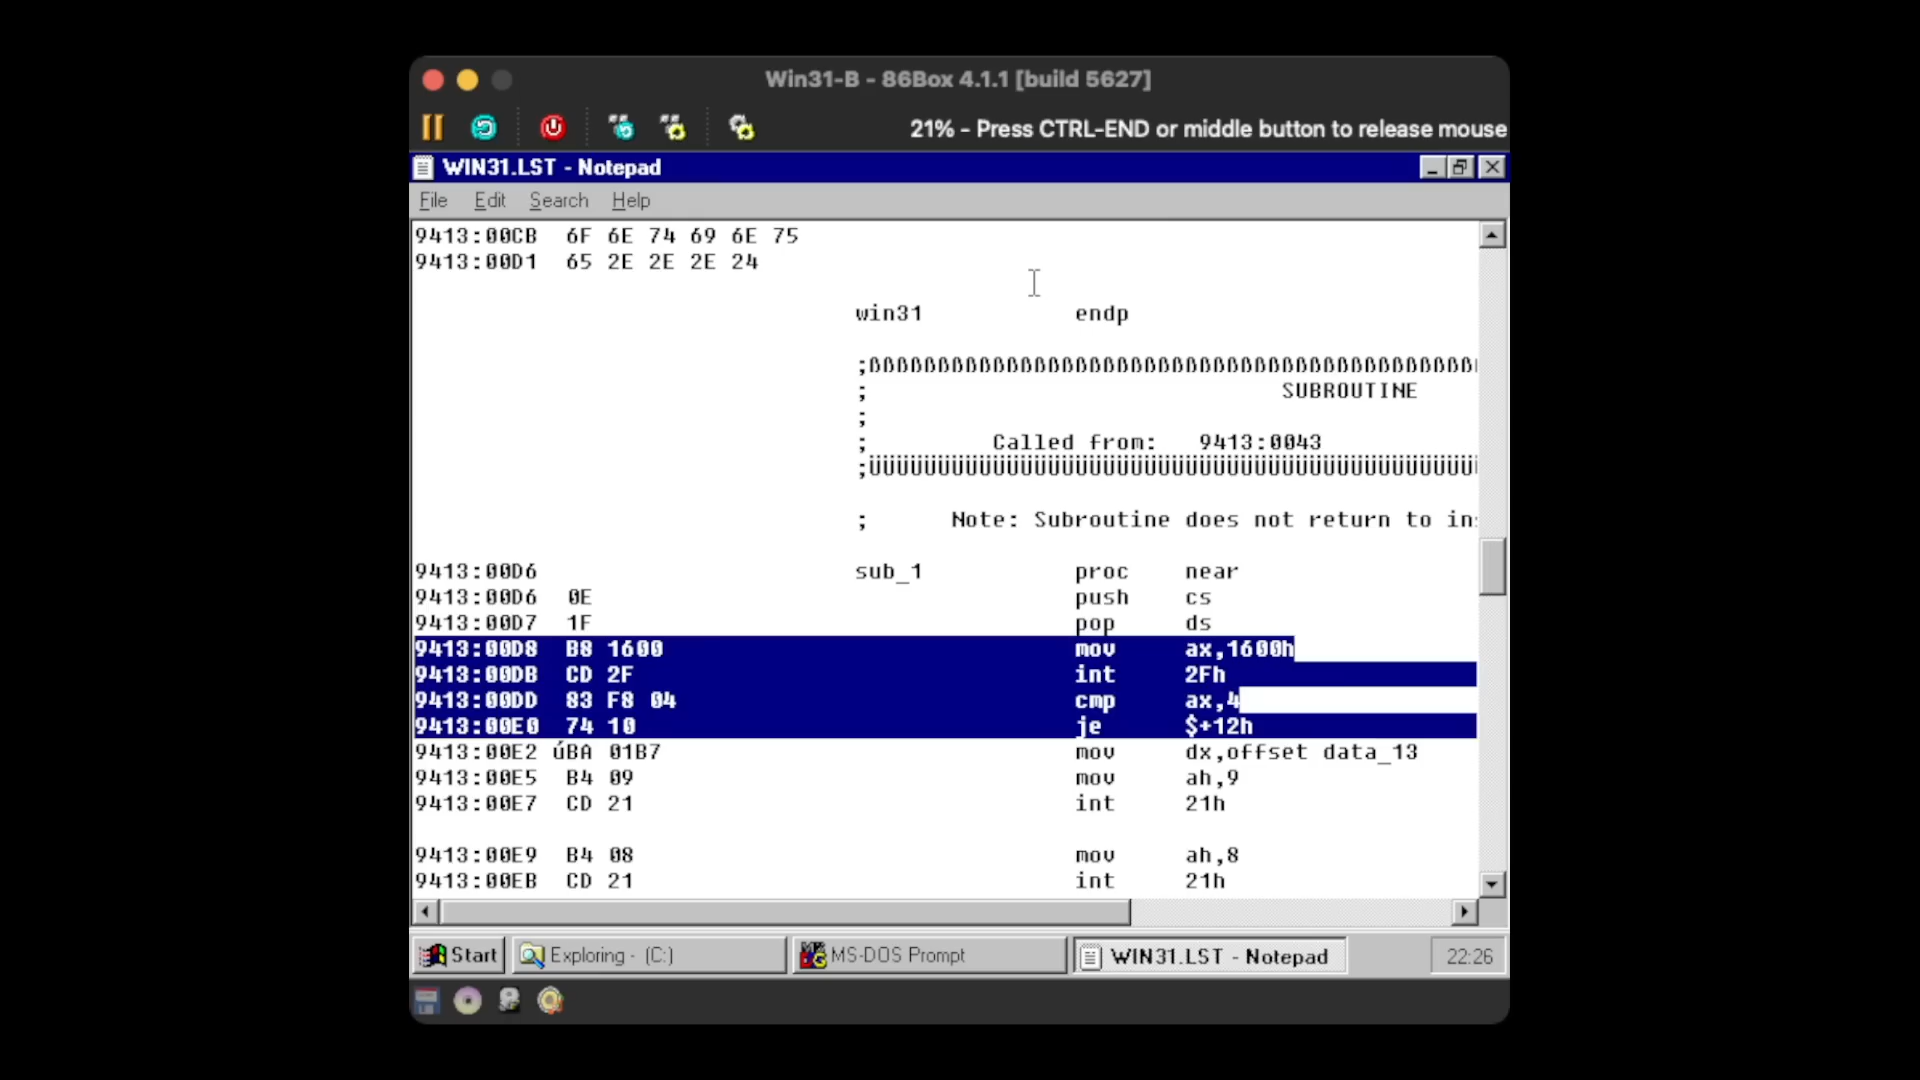 Win31-B - 86Box 4.1.1 [build 5627]
21% - Press CTRL-END or middle button to release mouse
WIN31.LST - Notepad
File Edit Search Help
9413:00CB 6F 6E 74 69 6E 75
9413:00D1 65 2E 2E 2E 24
win31 endp
;ßßßßßßßßßßßßßßßßßßßßßßßßßßßßßßßßßßßßßßßßßßßß
; SUBROUTINE
;
; Called from: 9413:0043
;ÜÜÜÜÜÜÜÜÜÜÜÜÜÜÜÜÜÜÜÜÜÜÜÜÜÜÜÜÜÜÜÜÜÜÜÜÜÜÜÜÜÜÜÜ
; Note: Subroutine does not return to in
9413:00D6 sub_1 proc near
9413:00D6 0E push cs
9413:00D7 1F pop ds
9413:00D8 B8 1600 mov ax,1600h
9413:00DB CD 2F int 2Fh
9413:00DD 83 F8 04 cmp ax,4
9413:00E0 74 10 je $+12h
9413:00E2 úBA 01B7 mov dx,offset data_13
9413:00E5 B4 09 mov ah,9
9413:00E7 CD 21 int 21h
9413:00E9 B4 08 mov ah,8
9413:00EB CD 21 int 21h
Start Exploring - (C:) MS-DOS Prompt WIN31.LST - Notepad 22:26